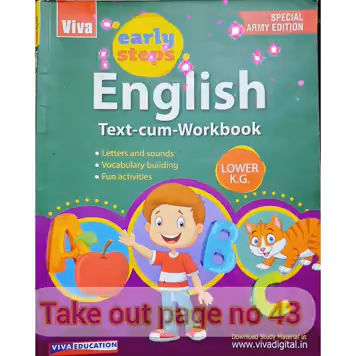 Viva
SPECIAL
ARMY EDITION
early
steps
English
Text-cum-Workbook
• Letters and sounds
• Vocabulary building
• Fun activities
LOWER
K.G.
A
B
C
Take out page no 43
Download Study Material at
www.vivadigital.in
VIVA EDUCATION